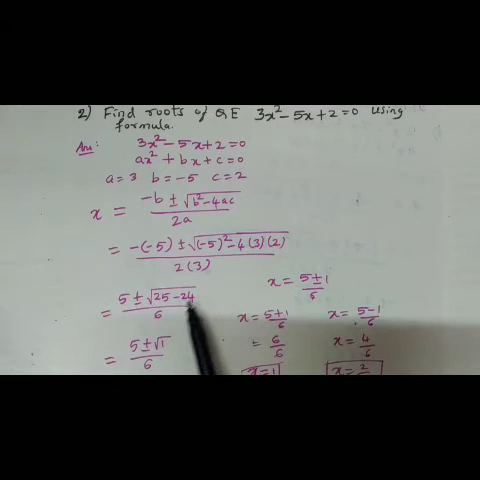 2) Find roots of QE 3x² - 5x + 2 = 0 using
formula.
Ans: 3x² - 5x + 2 = 0
ax² + bx + c = 0
a = 3 b = -5 c = 2
x = (-b ± √(b² - 4ac))/2a
= (-(-5) ± √((-5)² - 4(3)(2)))/2(3)
= (5 ± √(25 - 24))/6
= (5 ± √1)/6
x = (5 ± 1)/6
x = (5+1)/6 x = (5-1)/6
= 6/6 x = 4/6
x = 1 x = 2/